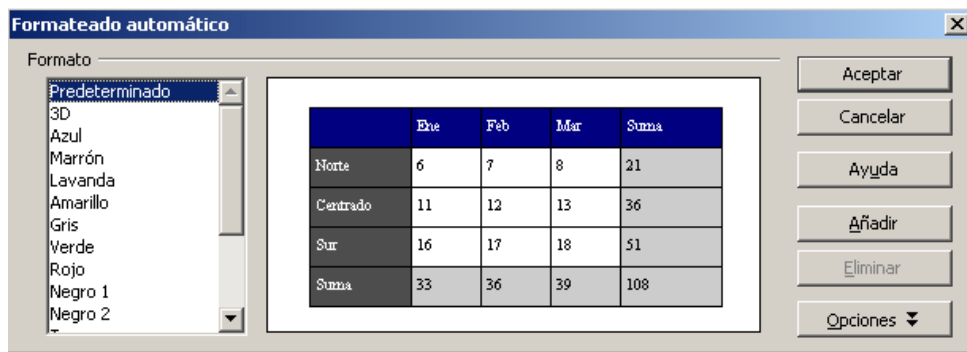 Formateado automático
Formato
Predeterminado
3D
Azul
Marrón
Lavanda
Amarillo
Gris
Verde
Rojo
Negro 1
Negro 2
Ene Feb Mar Suma
Norte 6 7 8 21
Centrado 11 12 13 36
Sur 16 17 18 51
Suma 33 36 39 108
Aceptar
Cancelar
Ayuda
Añadir
Eliminar
Opciones